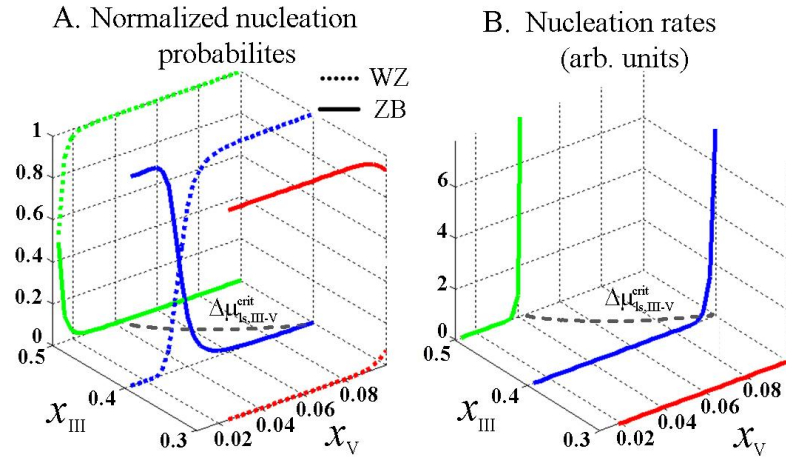 A. Normalized nucleation
probabilites
WZ
ZB
1
0.8
0.6
0.4
0.2
0
0.5
0.4
0.3
x_III
0.02
0.04
0.06
0.08
x_V
Δμ^crit_ls,III-V
B. Nucleation rates
(arb. units)
6
4
2
0
0.5
0.4
0.3
x_III
0.02
0.04
0.06
0.08
x_V
Δμ^crit_ls,III-V